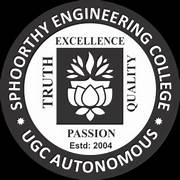 SPHOORTHY ENGINEERING COLLEGE
EXCELLENCE
TRUTH
QUALITY
PASSION
Estd: 2004
UGC AUTONOMOUS